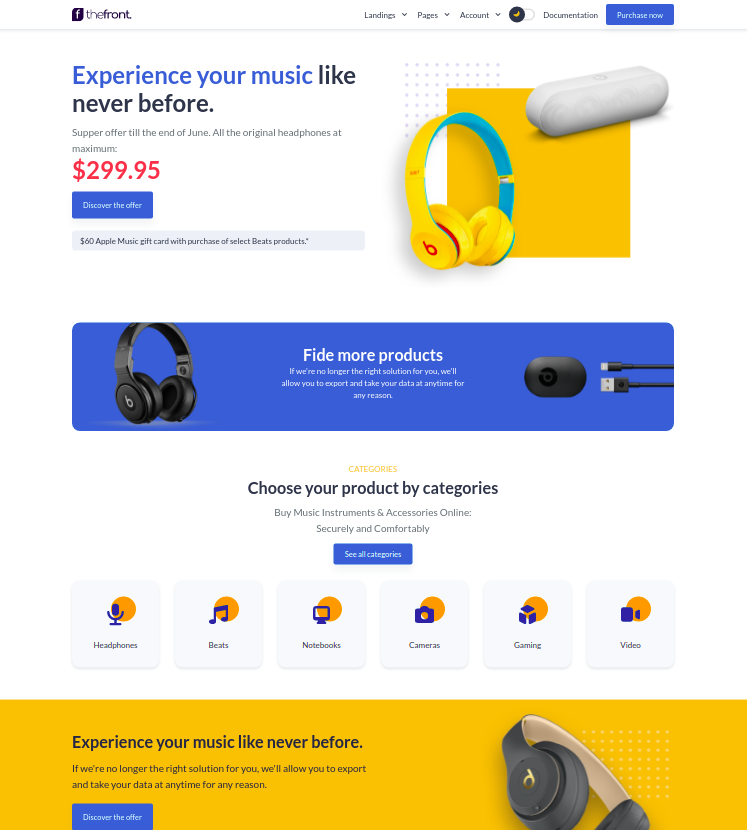 thefront.
Landings Pages Account Documentation Purchase now
Experience your music like
never before.
Supper offer till the end of June. All the original headphones at
maximum:
$299.95
Discover the offer
$60 Apple Music gift card with purchase of select Beats products.*
Fide more products
If we're no longer the right solution for you, we'll
allow you to export and take your data at anytime for
any reason.
CATEGORIES
Choose your product by categories
Buy Music Instruments & Accessories Online:
Securely and Comfortably
See all categories
Headphones Beats Notebooks Cameras Gaming Video
Experience your music like never before.
If we're no longer the right solution for you, we'll allow you to export
and take your data at anytime for any reason.
Discover the offer